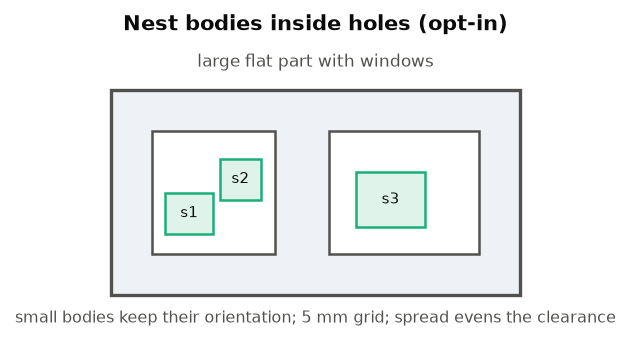 Nest bodies inside holes (opt-in)
large flat part with windows
s2
s1
s3
small bodies keep their orientation; 5 mm grid; spread evens the clearance